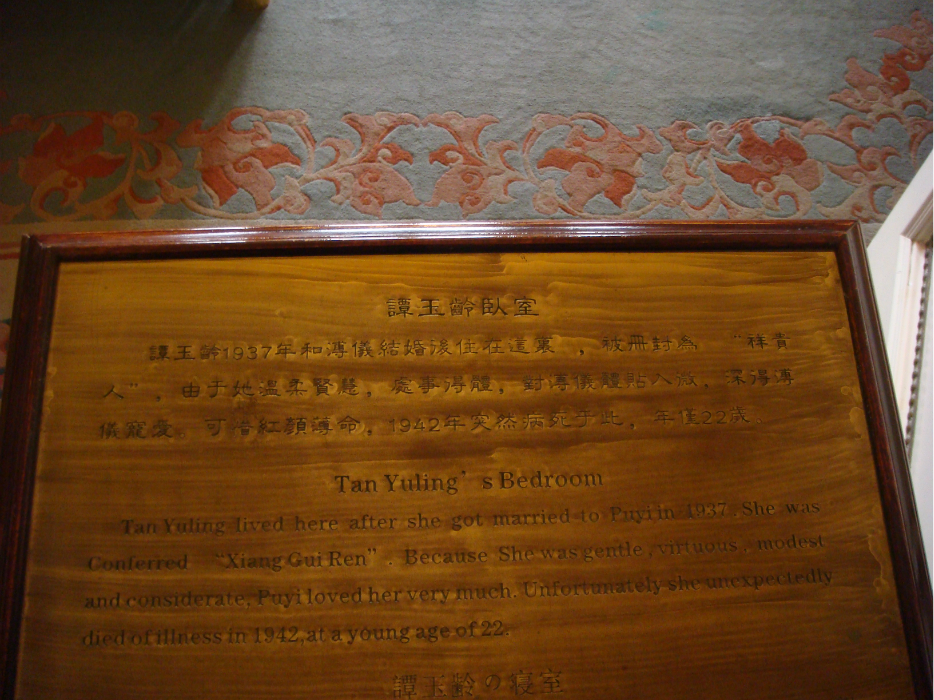 譚玉齡臥室
譚玉齡1937年和溥儀結婚後住在這裏 ，被冊封為 “祥貴
人”，由于她溫柔賢慧，處事得體，對溥儀體貼入微，深得溥
儀寵愛。可惜紅顏薄命，1942年突然病死于此，年僅22歲
Tan Yuling's Bedroom
Tan Yuling lived here after she got married to Puyi in 1937. She was
Conferred “Xiang Gui Ren”. Because She was gentle, virtuous, modest
and considerate, Puyi loved her very much. Unfortunately she unexpectedly
died of illness in 1942, at a young age of 22.
譚玉齢の寝室